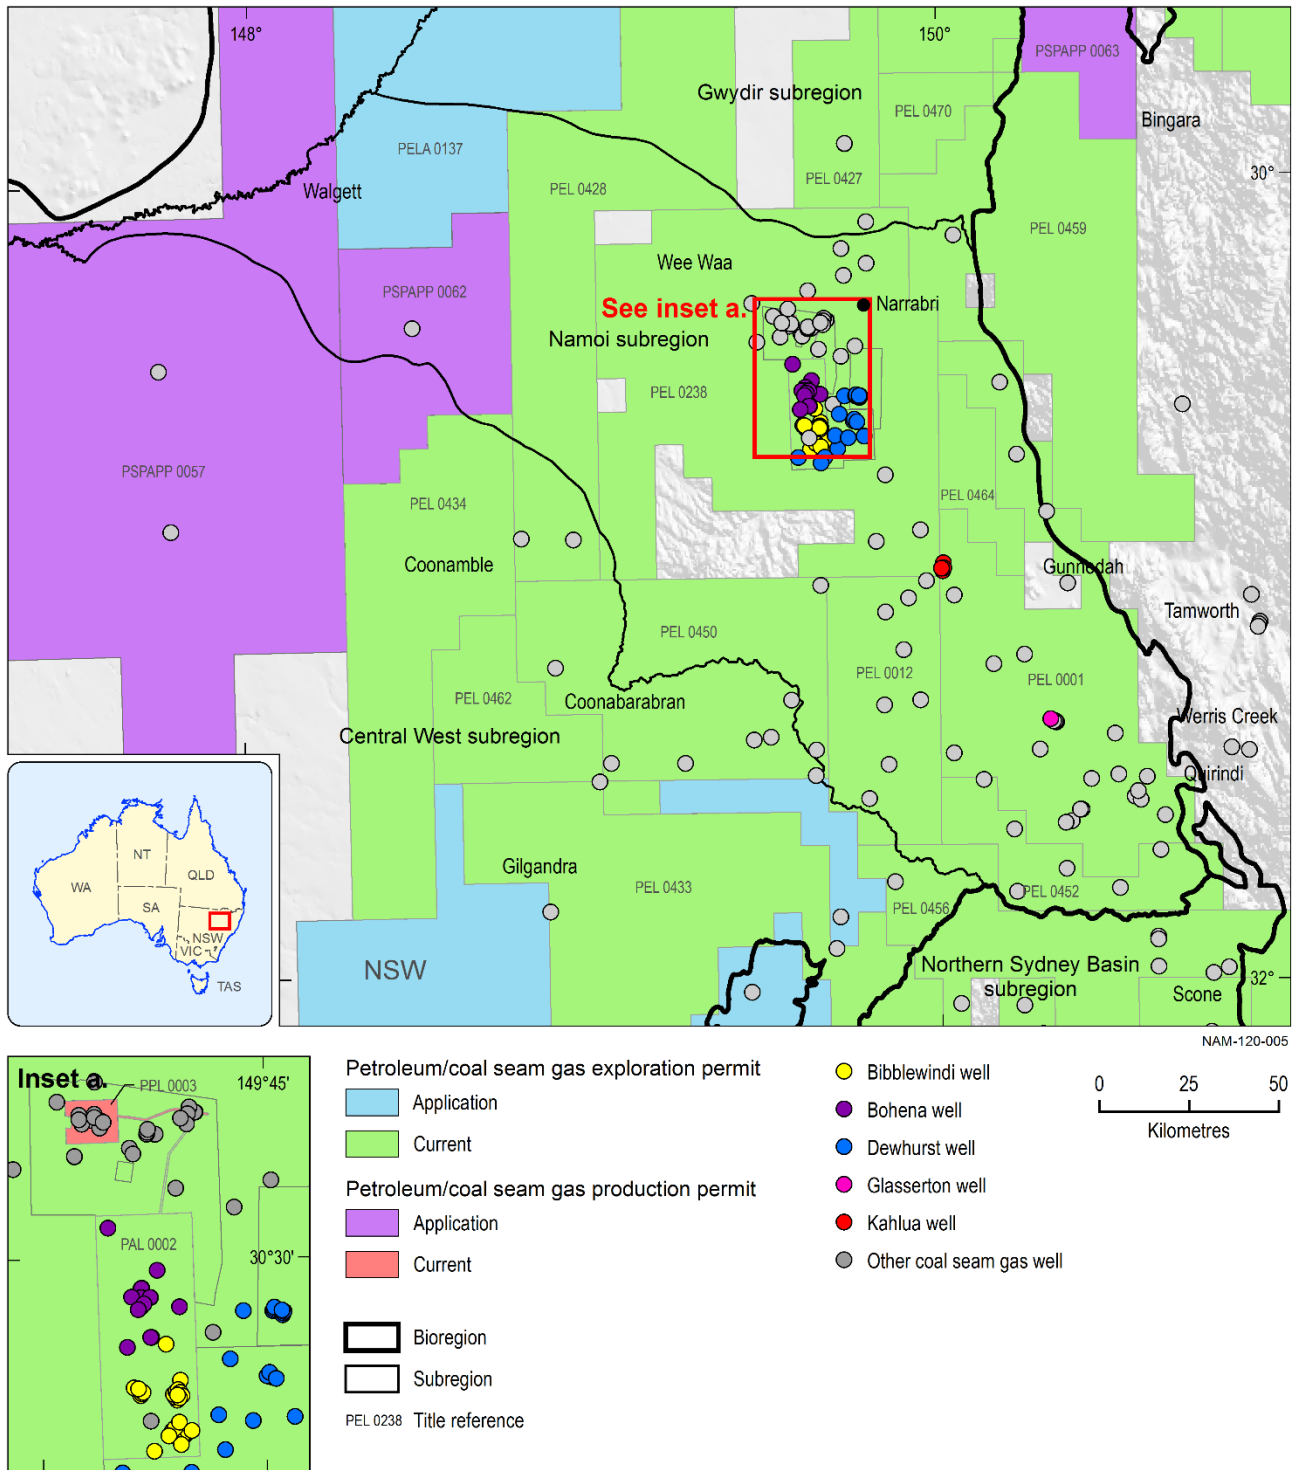 148°
150°
PSPAPP 0063
Gwydir subregion
PEL 0470
Bingara
PELA 0137
30°
PEL 0427
Walgett
PEL 0428
PEL 0459
Wee Waa
PSPAPP 0062
See inset a.
Narrabri
Namoi subregion
PEL 0238
PSPAPP 0057
PEL 0434
PEL 0464
Coonamble
Gunnedah
Tamworth
PEL 0450
PEL 0012
PEL 0001
PEL 0462
Coonabarabran
Werris Creek
Central West subregion
Quirindi
Gilgandra
PEL 0433
PEL 0452
PEL 0456
NSW
Northern Sydney Basin
subregion
32°
Scone
NT
QLD
WA
SA
NSW
VIC
TAS
NAM-120-005
Inset a.
149°45'
PPL 0003
PAL 0002
30°30'
Petroleum/coal seam gas exploration permit
Application
Current
Petroleum/coal seam gas production permit
Application
Current
Bioregion
Subregion
PEL 0238 Title reference
Bibblewindi well
Bohena well
Dewhurst well
Glasserton well
Kahlua well
Other coal seam gas well
0 25 50
Kilometres